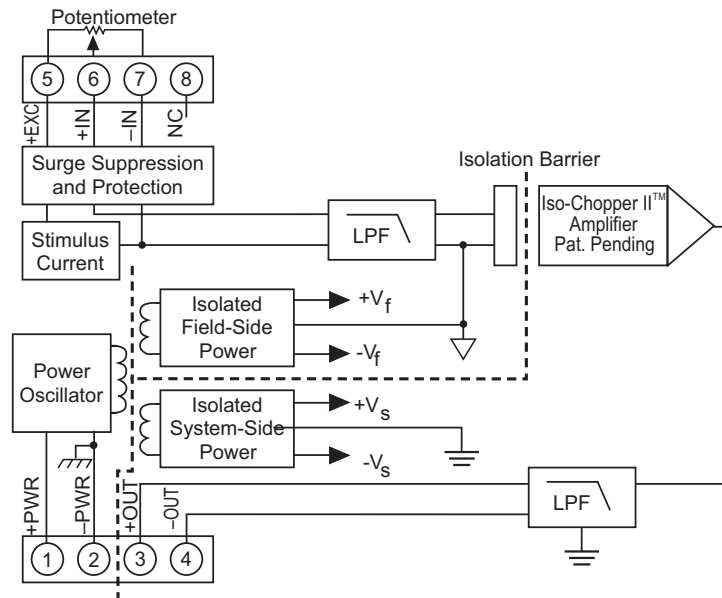 Potentiometer
5 6 7 8
+EXC
+IN
–IN
NC
Surge Suppression
and Protection
Isolation Barrier
Iso-Chopper II™
Amplifier
Pat. Pending
LPF
Stimulus
Current
Isolated
Field-Side
Power
+Vf
-Vf
Power
Oscillator
Isolated
System-Side
Power
+Vs
-Vs
+PWR
–PWR
+OUT
–OUT
LPF
1 2 3 4